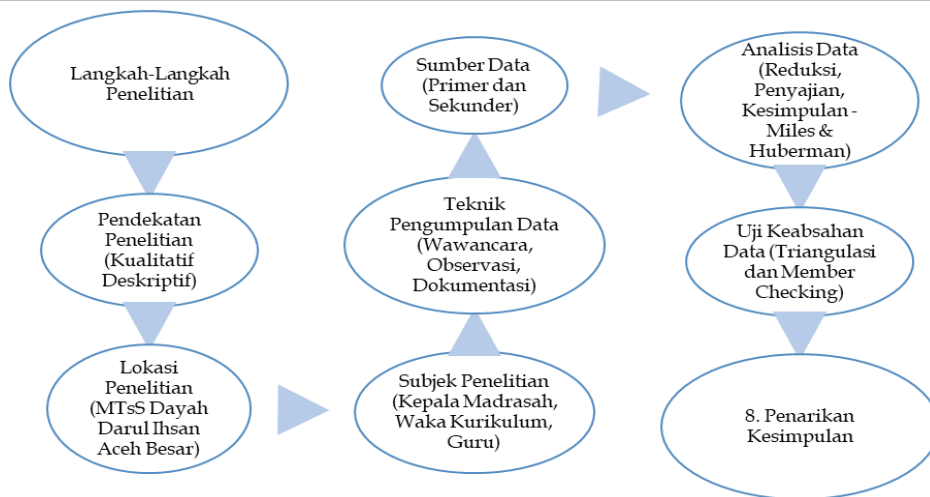 Langkah-Langkah
Penelitian
Pendekatan
Penelitian
(Kualitatif
Deskriptif)
Lokasi
Penelitian
(MTsS Dayah
Darul Ihsan
Aceh Besar)
Subjek Penelitian
(Kepala Madrasah,
Waka Kurikulum,
Guru)
Teknik
Pengumpulan Data
(Wawancara,
Observasi,
Dokumentasi)
Sumber Data
(Primer dan
Sekunder)
Analisis Data
(Reduksi,
Penyajian,
Kesimpulan -
Miles &
Huberman)
Uji Keabsahan
Data (Triangulasi
dan Member
Checking)
8. Penarikan
Kesimpulan